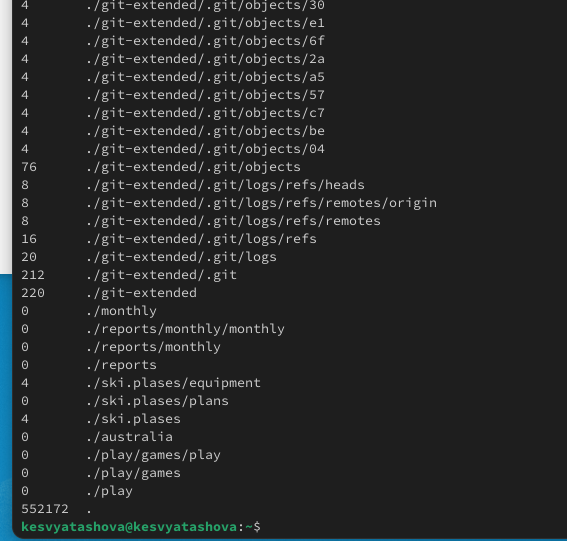 4 ./git-extended/.git/objects/30
4 ./git-extended/.git/objects/e1
4 ./git-extended/.git/objects/6f
4 ./git-extended/.git/objects/2a
4 ./git-extended/.git/objects/a5
4 ./git-extended/.git/objects/57
4 ./git-extended/.git/objects/c7
4 ./git-extended/.git/objects/be
4 ./git-extended/.git/objects/04
76 ./git-extended/.git/objects
8 ./git-extended/.git/logs/refs/heads
8 ./git-extended/.git/logs/refs/remotes/origin
8 ./git-extended/.git/logs/refs/remotes
16 ./git-extended/.git/logs/refs
20 ./git-extended/.git/logs
212 ./git-extended/.git
220 ./git-extended
0 ./monthly
0 ./reports/monthly/monthly
0 ./reports/monthly
0 ./reports
4 ./ski.plases/equipment
0 ./ski.plases/plans
4 ./ski.plases
0 ./australia
0 ./play/games/play
0 ./play/games
0 ./play
552172 .
kesvyatashova@kesvyatashova:~$